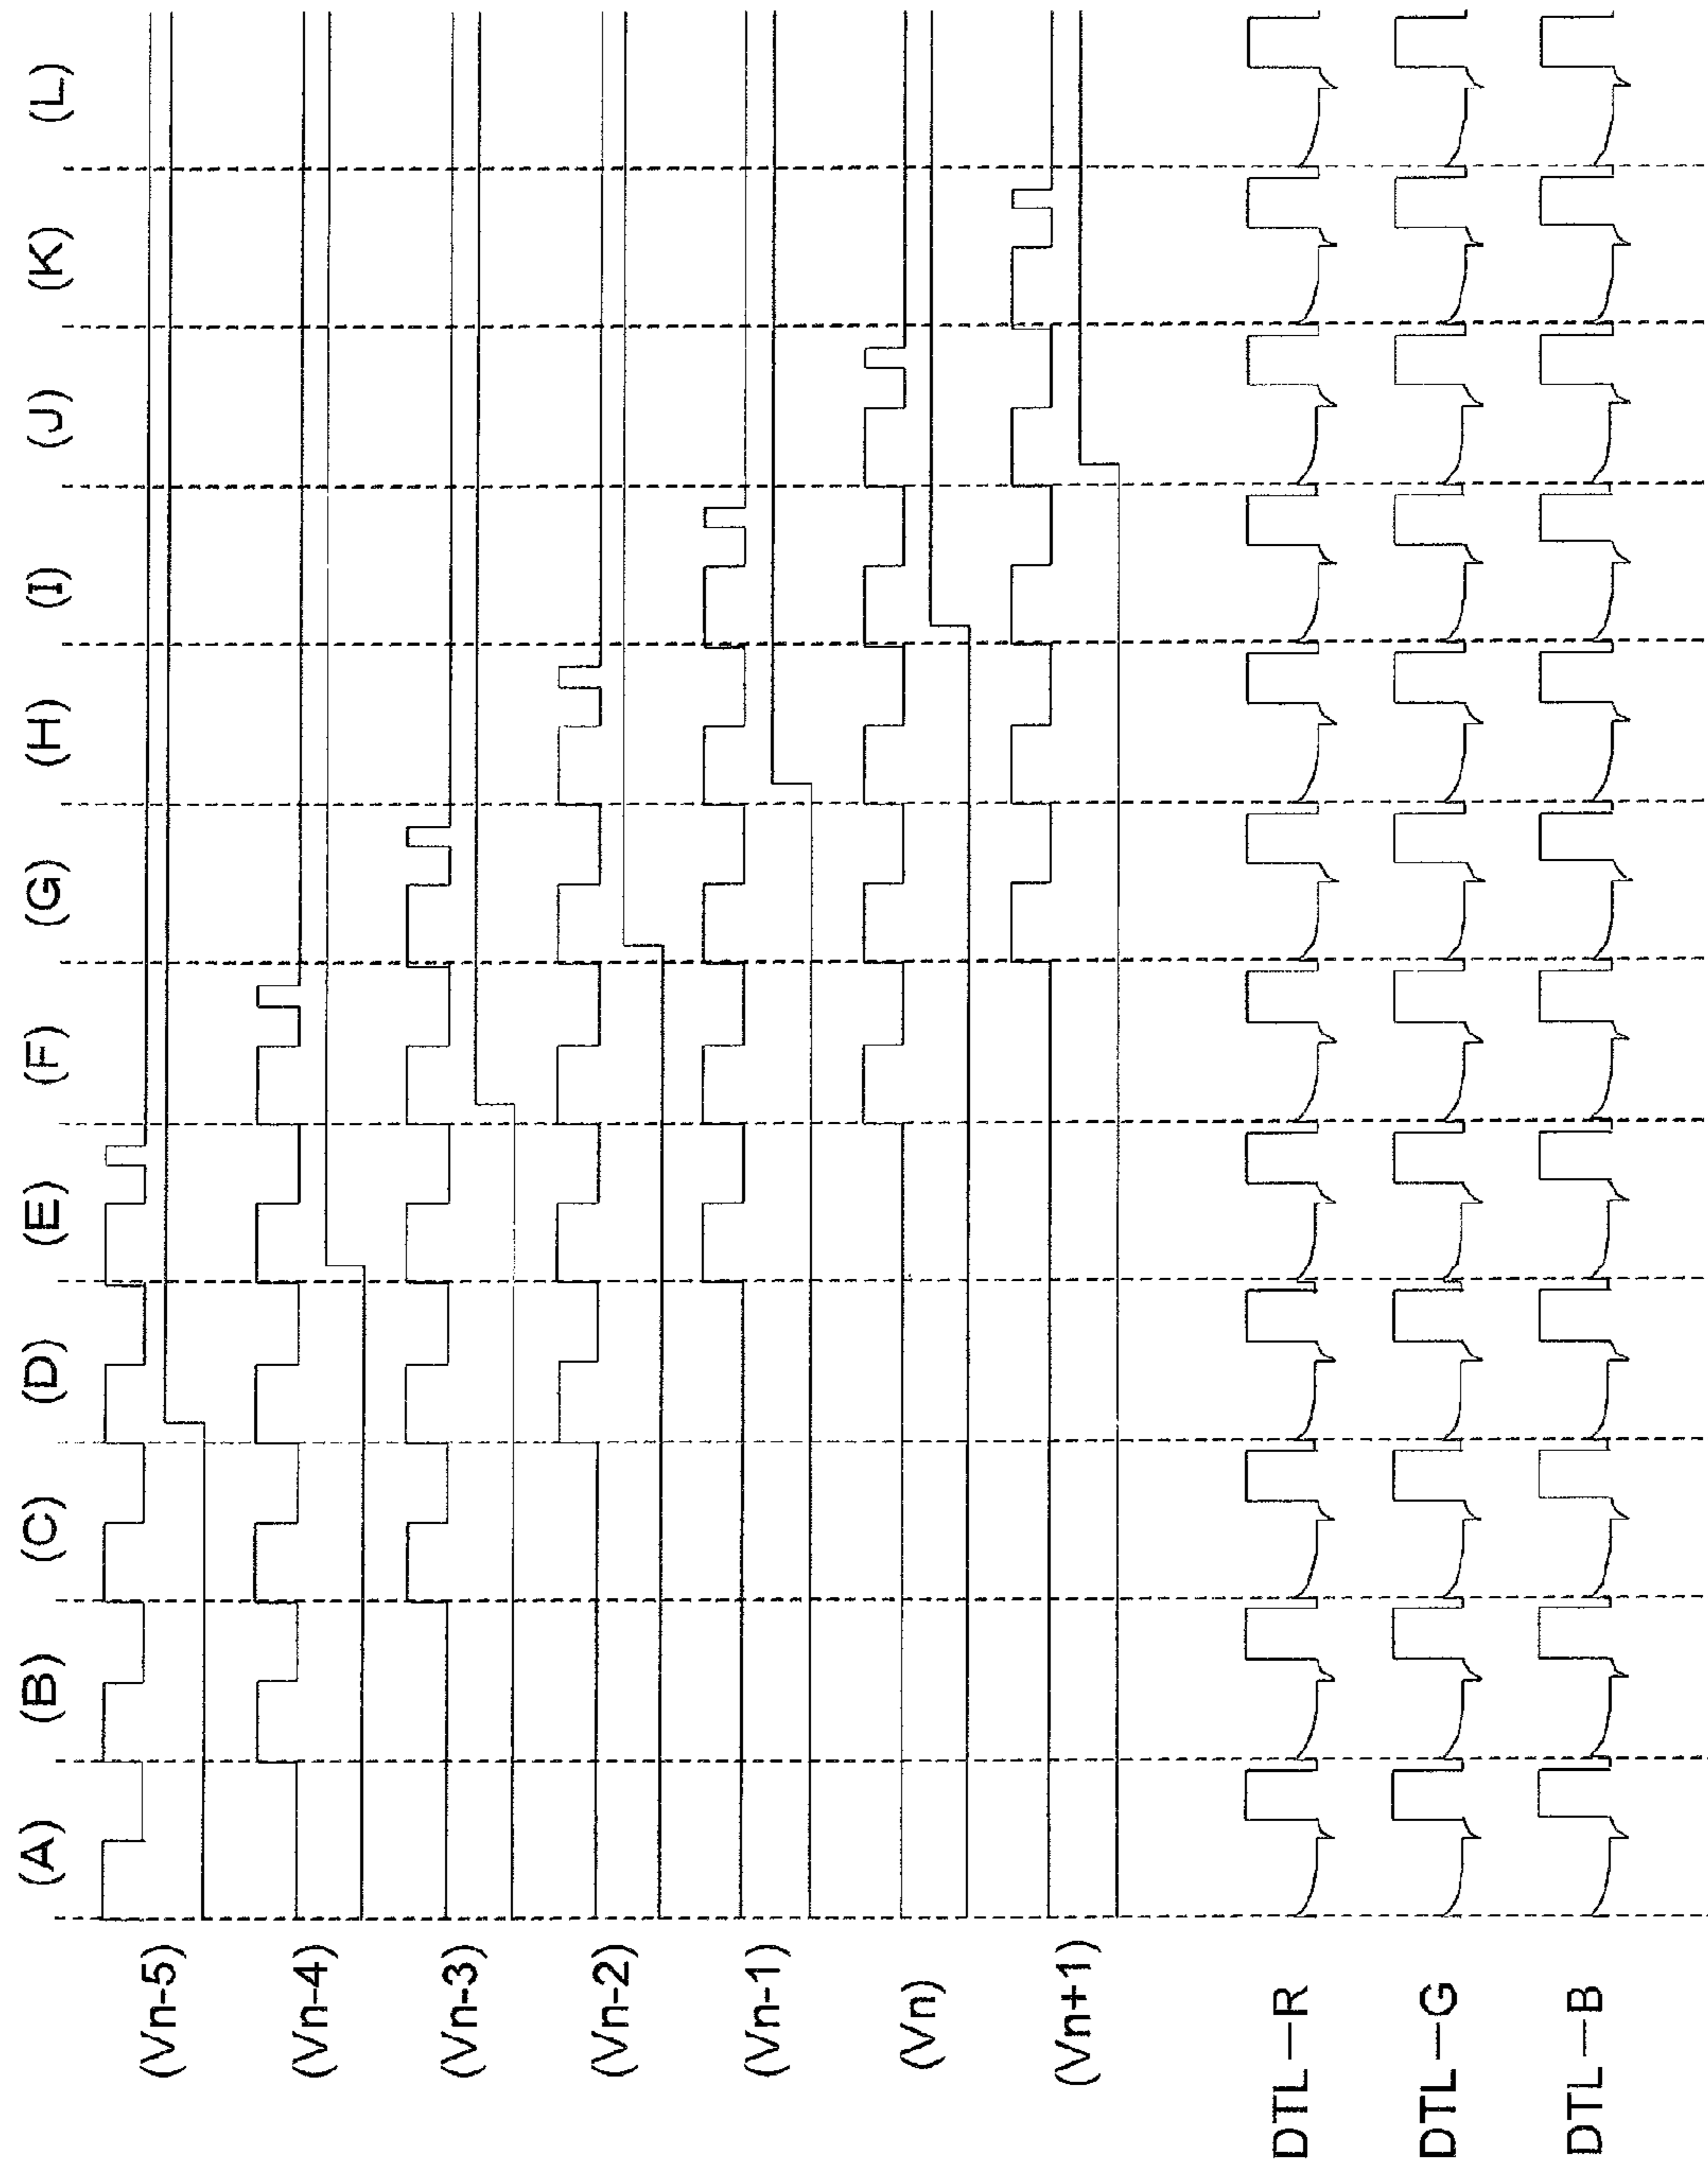 (A) (B) (C) (D) (E) (F) (G) (H) (I) (J) (K) (L)
(Vn-5)
(Vn-4)
(Vn-3)
(Vn-2)
(Vn-1)
(Vn)
(Vn+1)
DTL-R
DTL-G
DTL-B